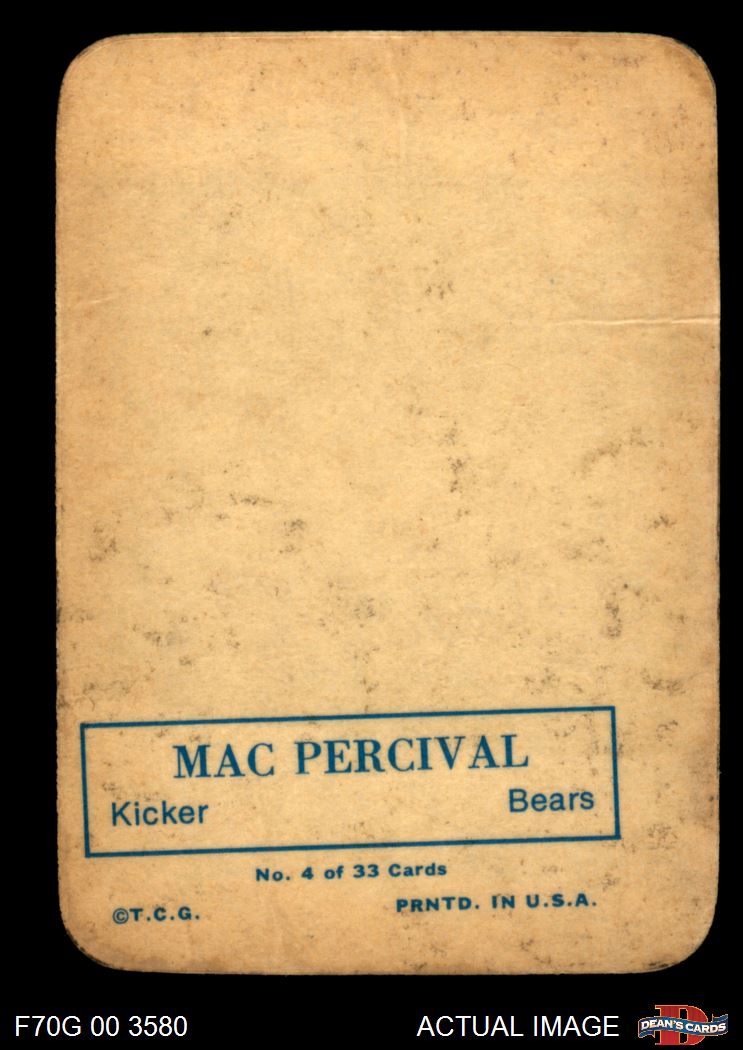 MAC PERCIVAL
Kicker Bears
No. 4 of 33 Cards
©T.C.G. PRNTD. IN U.S.A.
F70G 00 3580 ACTUAL IMAGE
D
DEAN'S CARDS